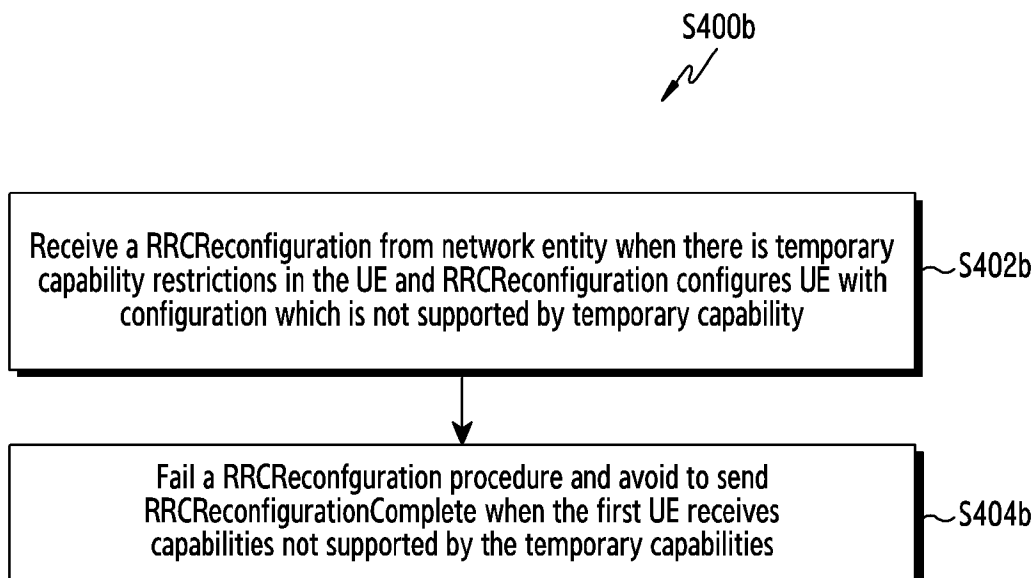 S400b
Receive a RRCReconfiguration from network entity when there is temporary
capability restrictions in the UE and RRCReconfiguration configures UE with
configuration which is not supported by temporary capability
S402b
Fail a RRCReconfguration procedure and avoid to send
RRCReconfigurationComplete when the first UE receives
capabilities not supported by the temporary capabilities
S404b